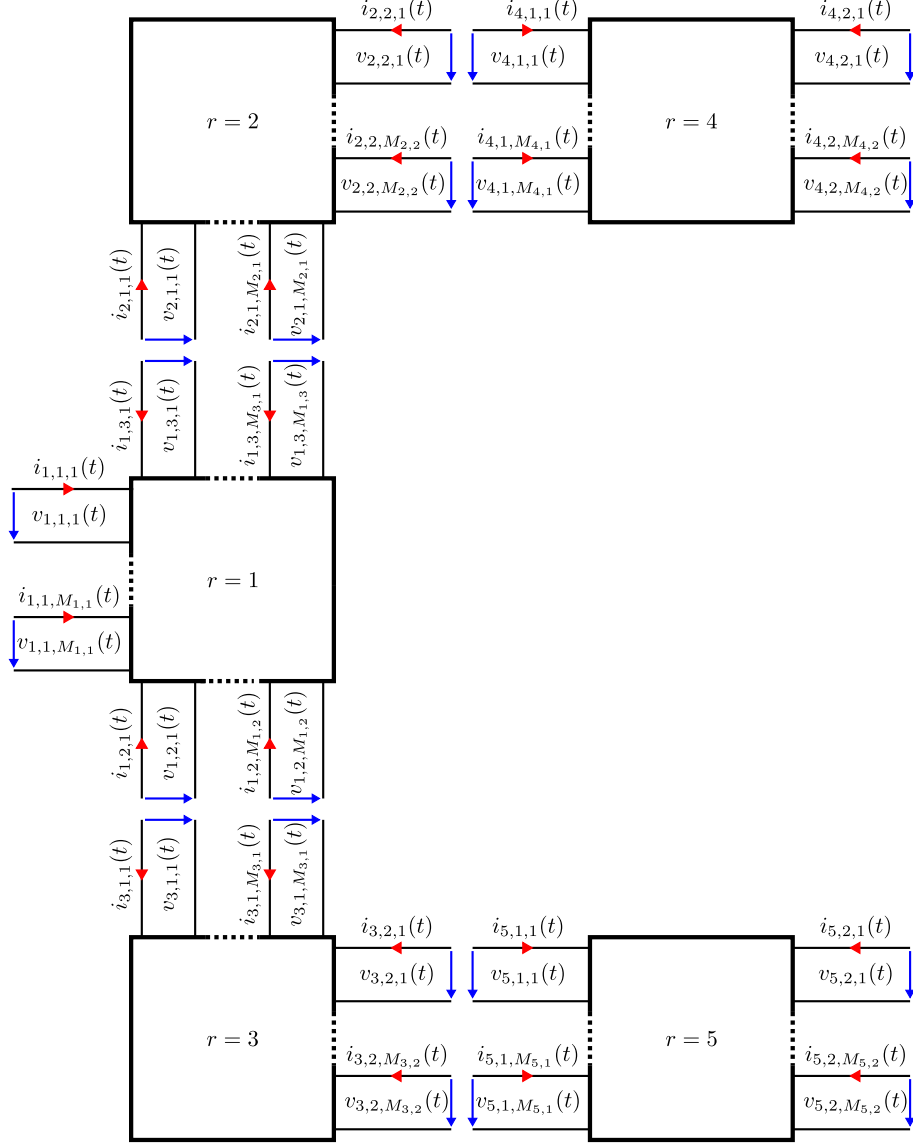 i_{2,2,1}(t) i_{4,1,1}(t) i_{4,2,1}(t)
v_{2,2,1}(t) v_{4,1,1}(t) v_{4,2,1}(t)
r = 2 r = 4
i_{2,2,M_{2,2}}(t) i_{4,1,M_{4,1}}(t) i_{4,2,M_{4,2}}(t)
v_{2,2,M_{2,2}}(t) v_{4,1,M_{4,1}}(t) v_{4,2,M_{4,2}}(t)
i_{2,1,1}(t) v_{2,1,1}(t) i_{2,1,M_{2,1}}(t) v_{2,1,M_{2,1}}(t)
i_{1,3,1}(t) v_{1,3,1}(t) i_{1,3,M_{3,1}}(t) v_{1,3,M_{1,3}}(t)
i_{1,1,1}(t)
v_{1,1,1}(t)
r = 1
i_{1,1,M_{1,1}}(t)
v_{1,1,M_{1,1}}(t)
i_{1,2,1}(t) v_{1,2,1}(t) i_{1,2,M_{1,2}}(t) v_{1,2,M_{1,2}}(t)
i_{3,1,1}(t) v_{3,1,1}(t) i_{3,1,M_{3,1}}(t) v_{3,1,M_{3,1}}(t)
i_{3,2,1}(t) i_{5,1,1}(t) i_{5,2,1}(t)
v_{3,2,1}(t) v_{5,1,1}(t) v_{5,2,1}(t)
r = 3 r = 5
i_{3,2,M_{3,2}}(t) i_{5,1,M_{5,1}}(t) i_{5,2,M_{5,2}}(t)
v_{3,2,M_{3,2}}(t) v_{5,1,M_{5,1}}(t) v_{5,2,M_{5,2}}(t)